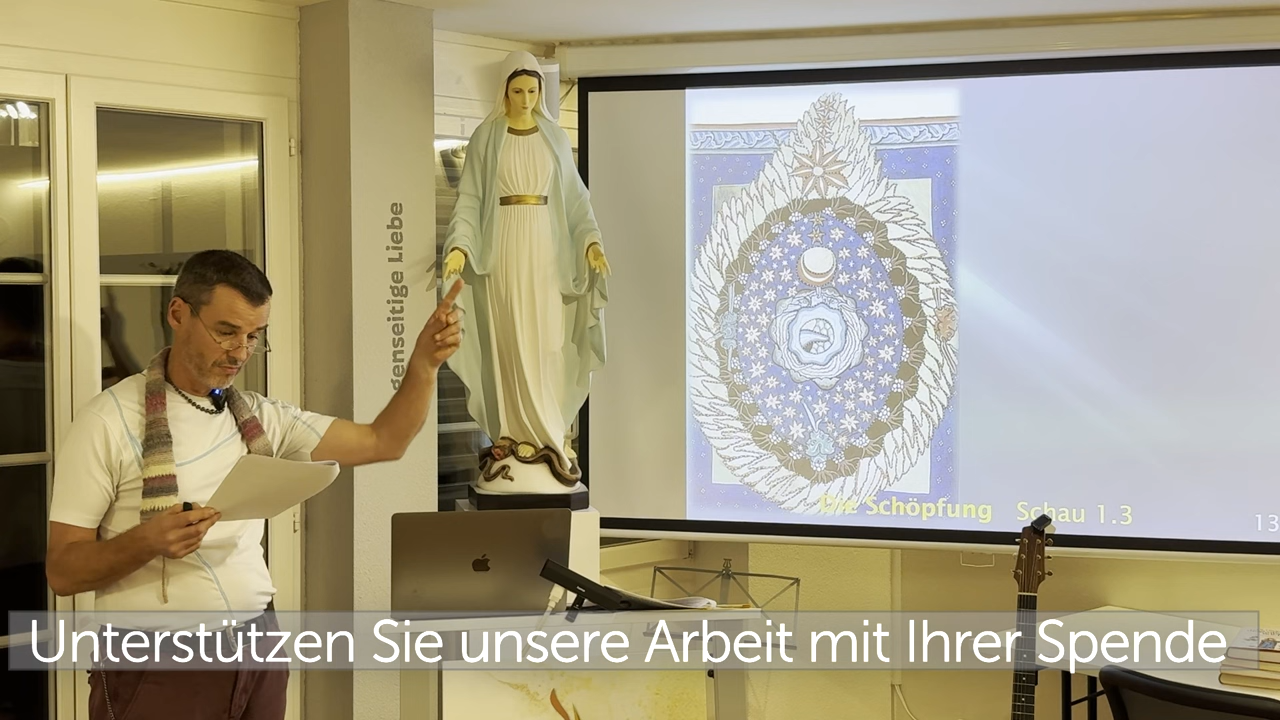 genseitige Liebe
Die Schöpfung Schau 1.3
13
Unterstützen Sie unsere Arbeit mit Ihrer Spende